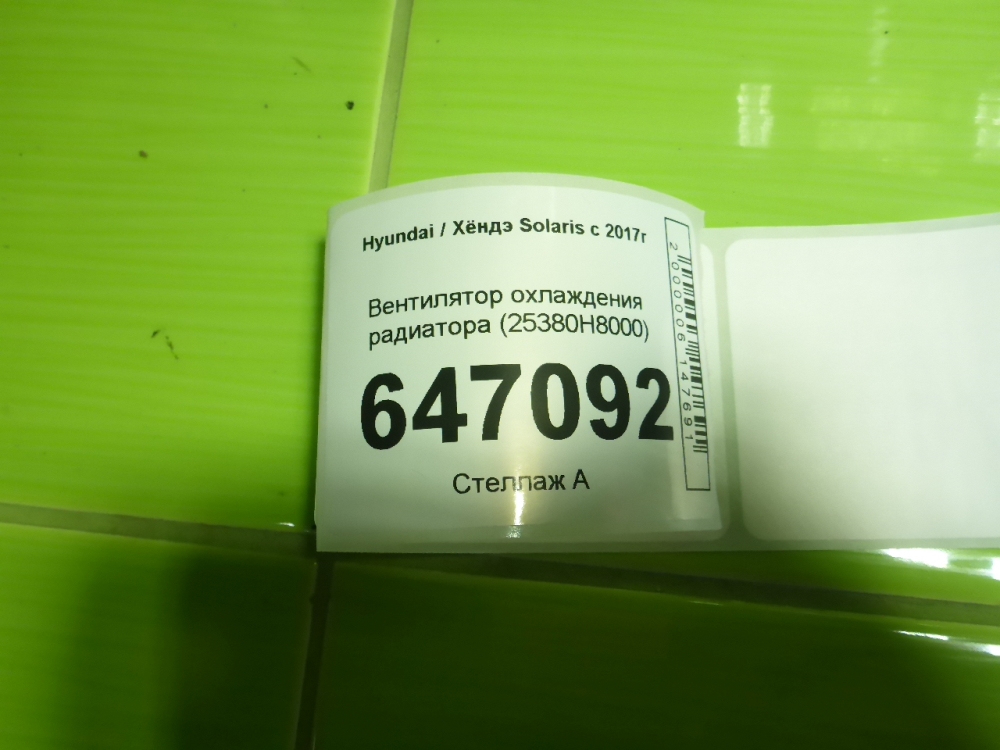 Hyundai / Хёндэ Solaris с 2017г
Вентилятор охлаждения
радиатора (25380H8000)
647092
Стеллаж А
2000006147691